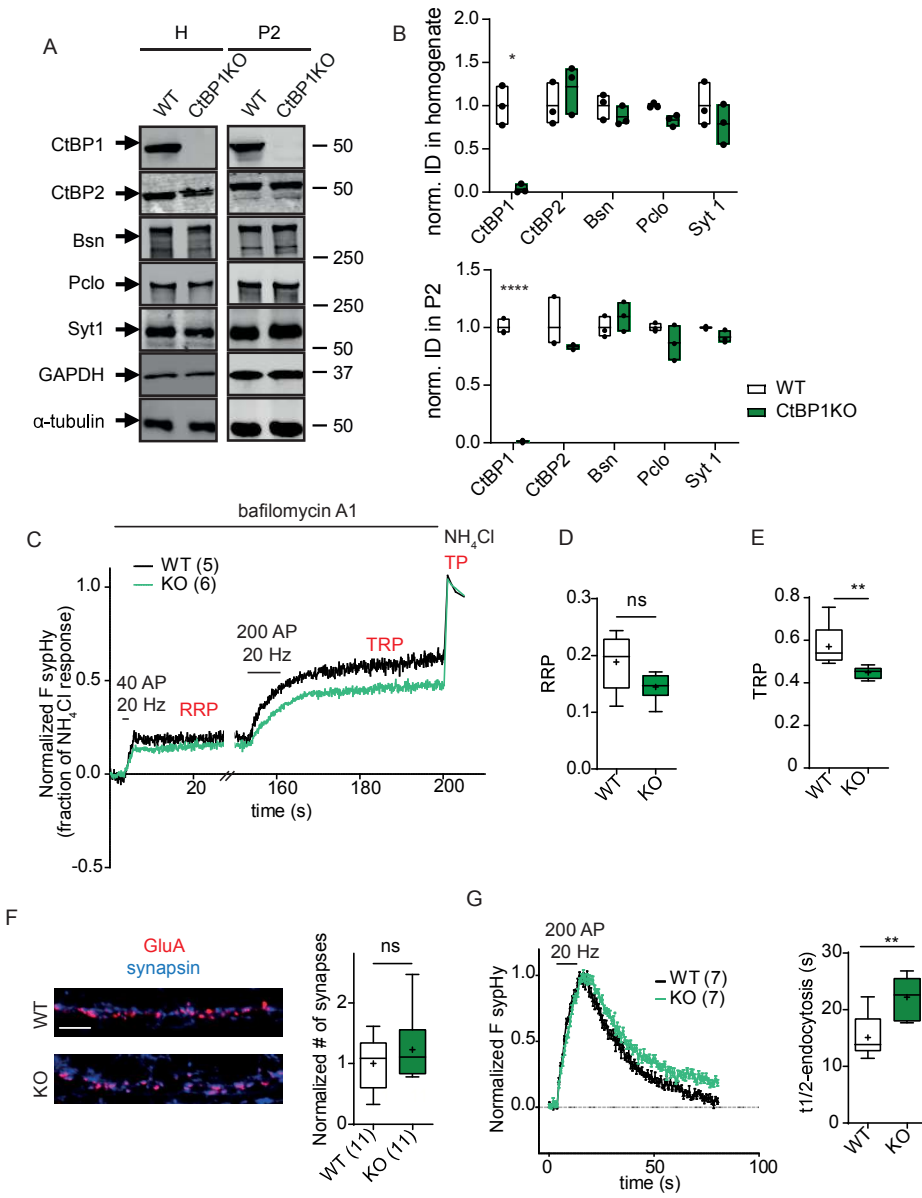 A
H
P2
WT
CtBP1KO
WT
CtBP1KO
CtBP1
50
CtBP2
50
Bsn
250
Pclo
250
Syt1
50
GAPDH
37
α-tubulin
50
B
norm. ID in homogenate
1.5
1.0
0.5
0.0
*
CtBP1
CtBP2
Bsn
Pclo
Syt 1
norm. ID in P2
1.5
1.0
0.5
0.0
****
CtBP1
CtBP2
Bsn
Pclo
Syt 1
WT
CtBP1KO
C
bafilomycin A1
NH4Cl
TP
WT (5)
KO (6)
Normalized F sypHy
(fraction of NH4Cl response)
1.0
0.5
0.0
-0.5
40 AP
20 Hz
RRP
200 AP
20 Hz
TRP
20
160
180
200
time (s)
D
RRP
0.3
0.2
0.1
0.0
ns
WT
KO
E
TRP
0.6
0.4
0.2
0.0
**
WT
KO
F
GluA
synapsin
WT
KO
Normalized # of synapses
2
1
0
ns
WT (11)
KO (11)
G
200 AP
20 Hz
WT (7)
KO (7)
Normalized F sypHy
1.0
0.5
0.0
0
50
100
time (s)
t1/2-endocytosis (s)
30
20
10
0
**
WT
KO